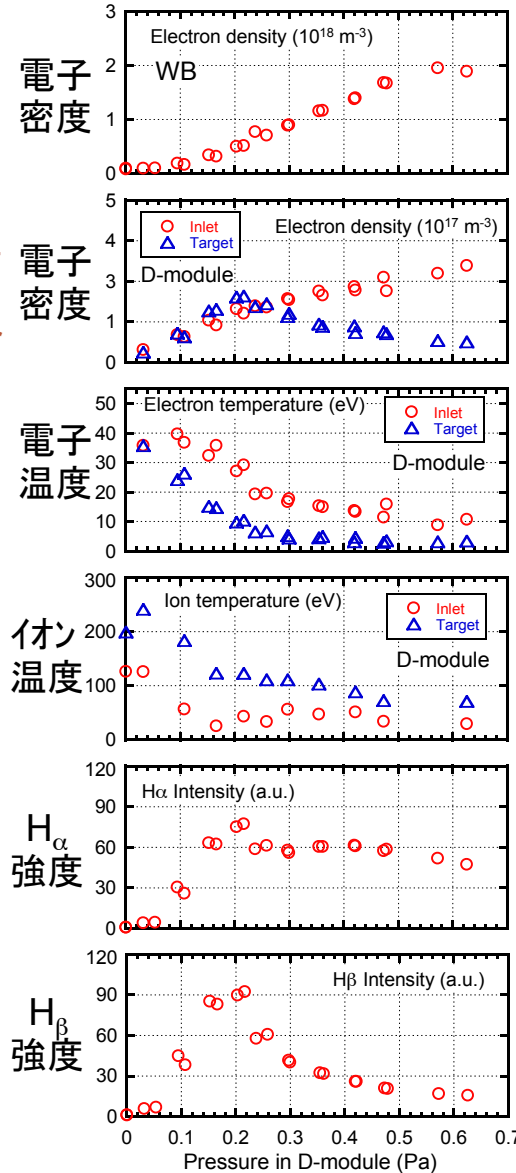 電子
密度
Electron density (10¹⁸ m⁻³)
WB
3
2
1
0
電子
密度
Inlet
Target
Electron density (10¹⁷ m⁻³)
D-module
5
4
3
1
0
電子
温度
Electron temperature (eV)
Inlet
Target
D-module
50
40
30
20
10
0
イオン
温度
Ion temperature (eV)
Inlet
Target
D-module
300
200
100
0
Hα
強度
Hα Intensity (a.u.)
120
90
60
30
0
Hβ
強度
Hβ Intensity (a.u.)
120
90
60
30
0
0 0.1 0.2 0.3 0.4 0.5 0.6 0.7
Pressure in D-module (Pa)